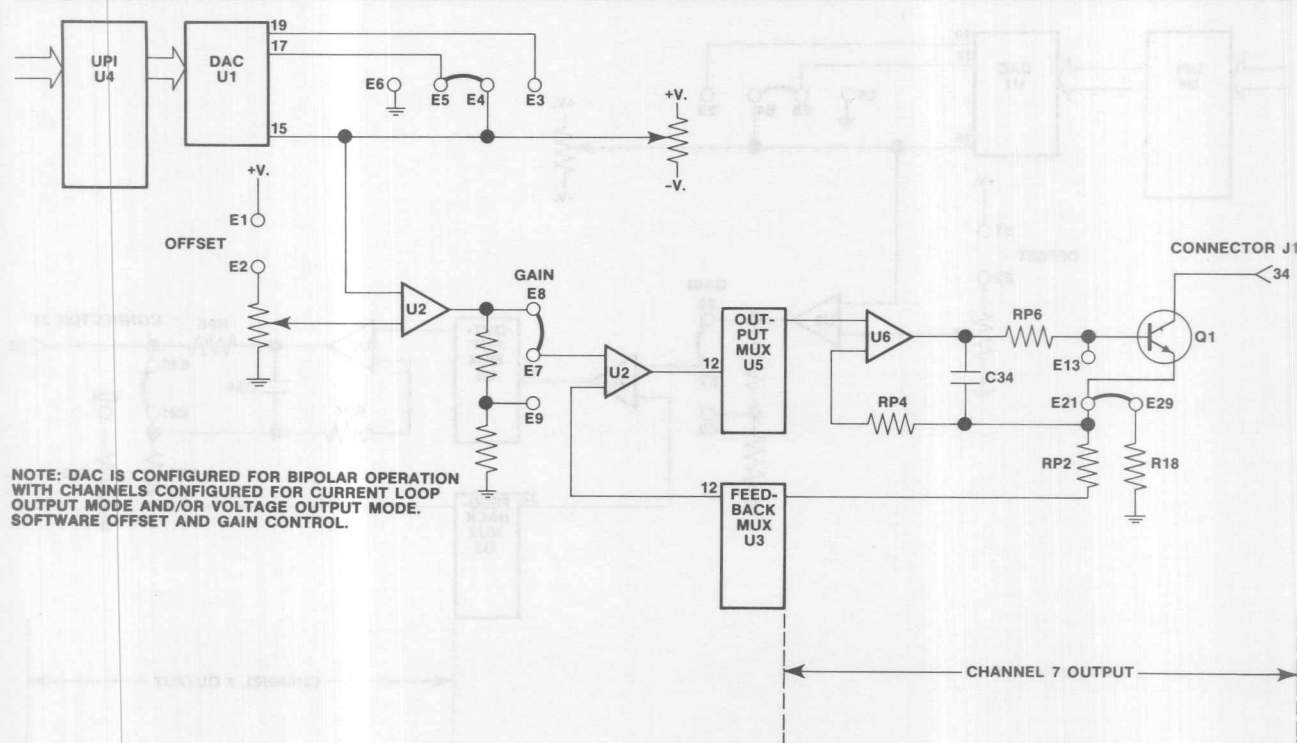 19
17
UPI
U4
DAC
U1
E6
E5
E4
E3
15
+V.
-V.
+V.
E1
OFFSET
E2
CONNECTOR J1
34
GAIN
E8
U2
E7
U2
E9
12
OUT-
PUT
MUX
U5
U6
RP6
Q1
E13
C34
RP4
E21
E29
RP2
R18
NOTE: DAC IS CONFIGURED FOR BIPOLAR OPERATION
WITH CHANNELS CONFIGURED FOR CURRENT LOOP
OUTPUT MODE AND/OR VOLTAGE OUTPUT MODE.
SOFTWARE OFFSET AND GAIN CONTROL.
12
FEED-
BACK
MUX
U3
CHANNEL 7 OUTPUT